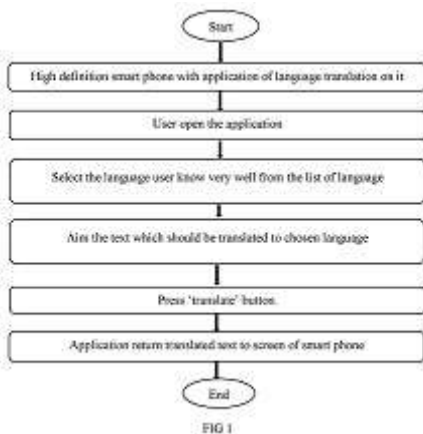 Start
High definition smart phone with application of language translation on it
User open the application
Select the language user know very well from the list of language
Aim the text which should be translated to chosen language
Press ‘translate’ button
Application return translated text to screen of smart phone
End
FIG 1